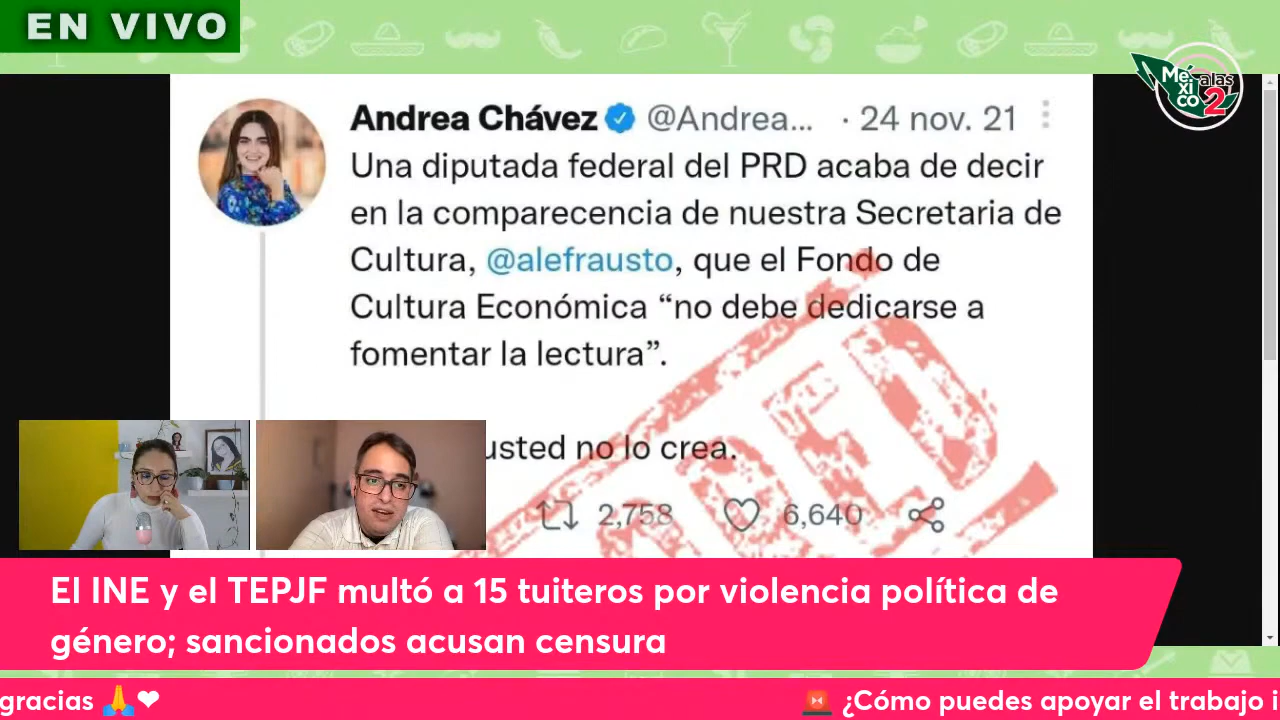 EN VIVO
Mé
xi
co
alas
2
Andrea Chávez @Andrea... · 24 nov. 21
Una diputada federal del PRD acaba de decir
en la comparecencia de nuestra Secretaria de
Cultura, @alefrausto, que el Fondo de
Cultura Económica “no debe dedicarse a
fomentar la lectura”.
usted no lo crea.
2,758 6,640
El INE y el TEPJF multó a 15 tuiteros por violencia política de
género; sancionados acusan censura
gracias 🙏❤ 🚨 ¿Cómo puedes apoyar el trabajo i